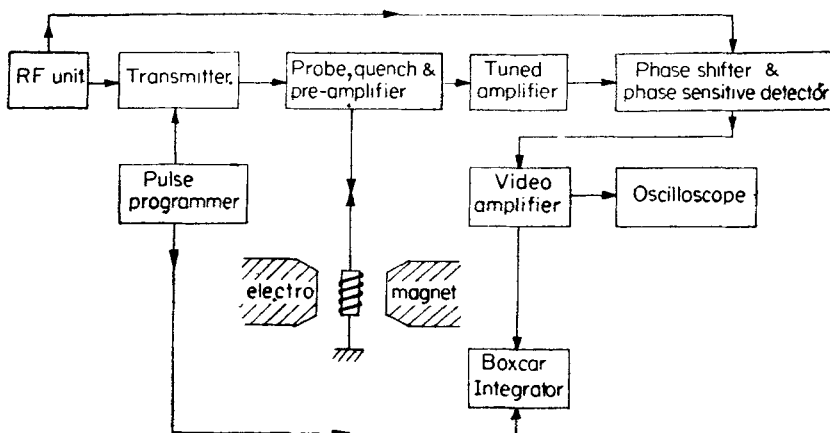 RF unit
Transmitter.
Probe, quench &
pre-amplifier
Tuned
amplifier
Phase shifter &
phase sensitive detector
Pulse
programmer
Video
amplifier
Oscilloscope
electro
magnet
Boxcar
Integrator